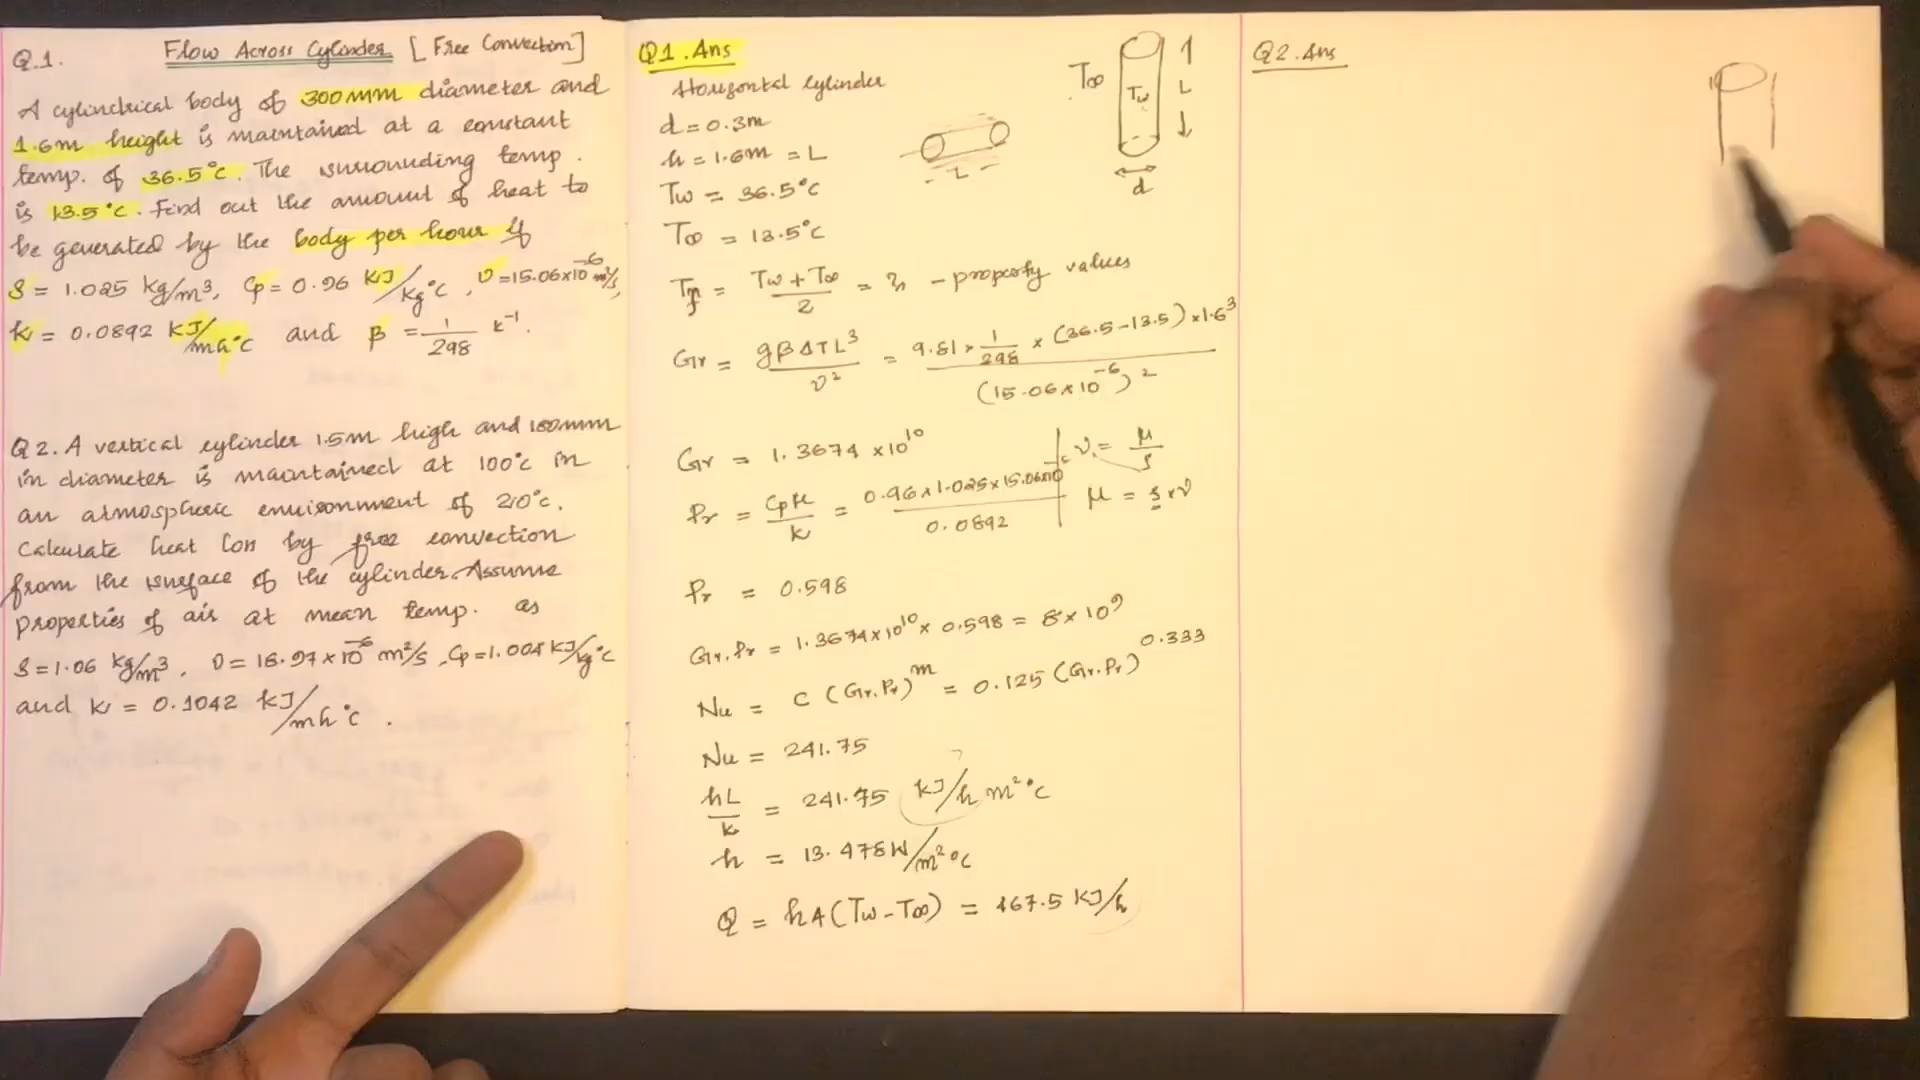 Q.1. Flow Across Cylinder [Free Convection]
A cylindrical body of 300mm diameter and
1.6m height is maintained at a constant
temp. of 36.5°C. The surrounding temp.
is 13.5°C. Find out the amount of heat to
be generated by the body per hour if
ρ = 1.025 kg/m³, Cp = 0.96 kJ/kg°C, υ = 15.06×10⁻⁶ m²/s,
k = 0.0892 kJ/mh°C and β = 1/298 k⁻¹.
Q2. A vertical cylinder 1.5m high and 180mm
in diameter is maintained at 100°C in
an atmospheric environment of 20°C.
Calculate heat loss by free convection
from the surface of the cylinder. Assume
properties of air at mean temp. as
ρ = 1.06 kg/m³, υ = 18.97×10⁻⁶ m²/s, Cp = 1.004 kJ/kg°C
and k = 0.1042 kJ/mh°C.
Q1. Ans
Horizontal cylinder
d = 0.3m
h = 1.6m = L
Tw = 36.5°C
T∞ = 13.5°C
Tf = (Tw + T∞)/2 = - property values
Gr = gβΔTL³/υ² = 9.81 × 1/298 × (36.5-13.5) × 1.6³/(15.06×10⁻⁶)²
Gr = 1.3674 × 10¹⁰
υ = μ/ρ
Pr = Cpμ/k = 0.96×1.025×15.06×10⁻⁶/0.0892
μ = ρ×υ
Pr = 0.598
Gr.Pr = 1.3674×10¹⁰ × 0.598 = 8×10⁹
Nu = C (Gr.Pr)ᵐ = 0.125 (Gr.Pr)^0.333
Nu = 241.75
hL/k = 241.75 kJ/h m²°C
h = 13.478W/m²°C
Q = hA(Tw-T∞) = 467.5 kJ/h
L
T∞
Tw
L
d
Q2. Ans